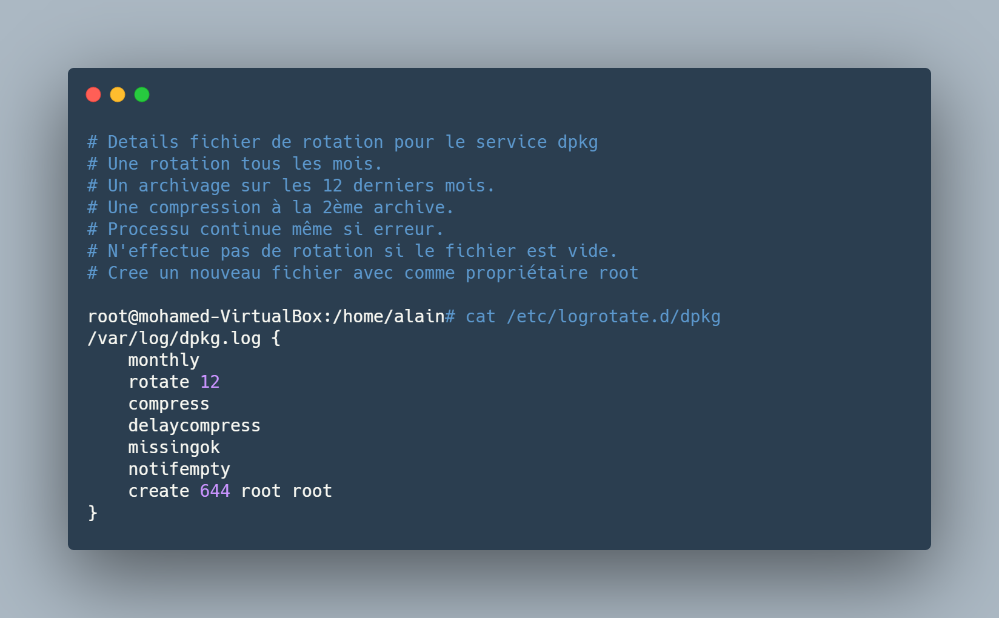 # Details fichier de rotation pour le service dpkg
# Une rotation tous les mois.
# Un archivage sur les 12 derniers mois.
# Une compression à la 2ème archive.
# Processu continue même si erreur.
# N'effectue pas de rotation si le fichier est vide.
# Cree un nouveau fichier avec comme propriétaire root

root@mohamed-VirtualBox:/home/alain# cat /etc/logrotate.d/dpkg
/var/log/dpkg.log {
    monthly
    rotate 12
    compress
    delaycompress
    missingok
    notifempty
    create 644 root root
}